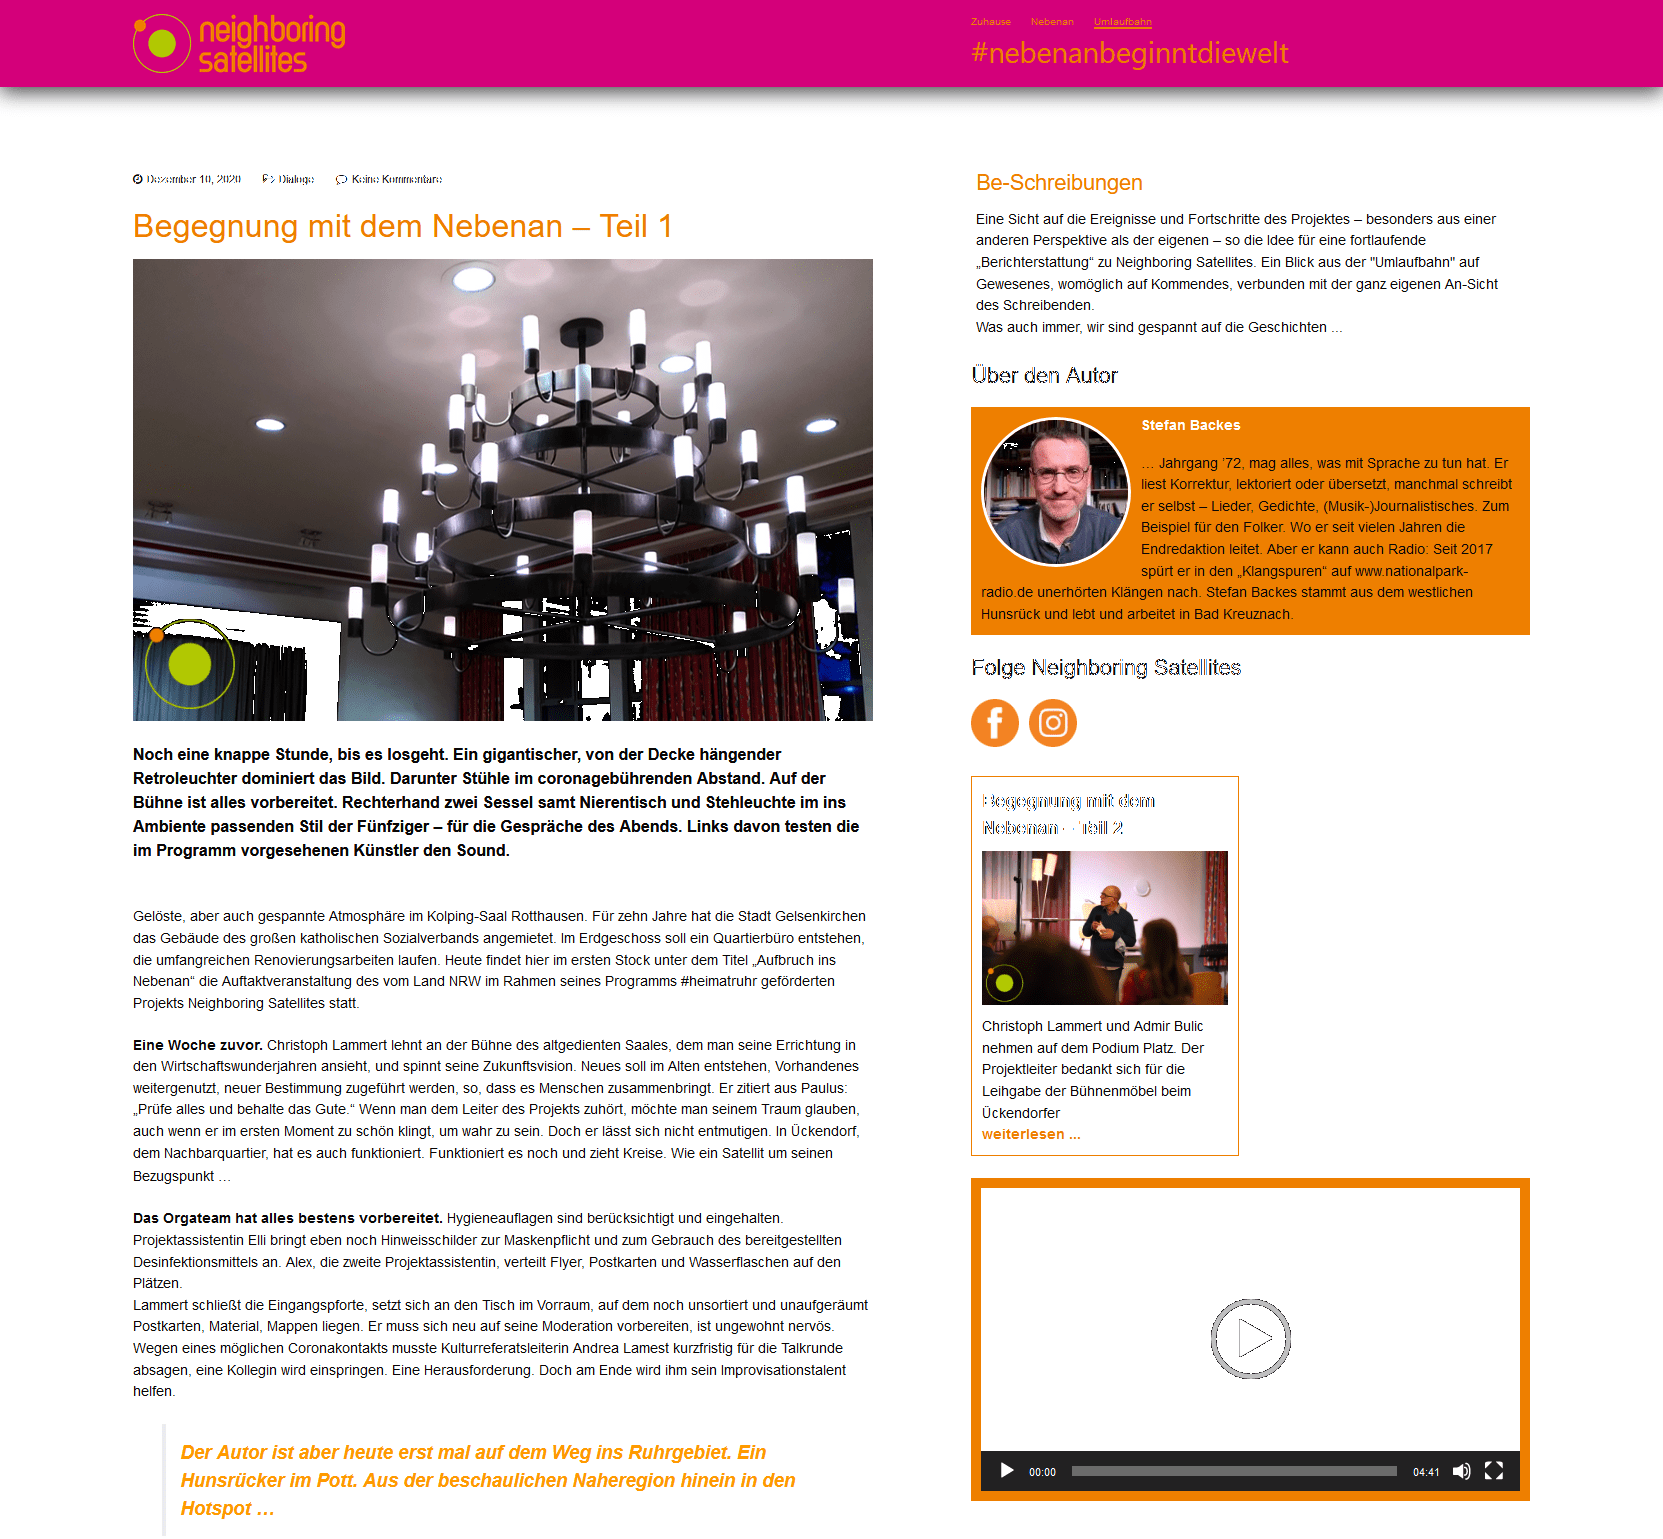 neighboring
satellites
Zuhause Nebenan Umlaufbahn
#nebenanbeginntdiewelt
Dezember 10, 2020 Dialoge Keine Kommentare
Begegnung mit dem Nebenan – Teil 1
Noch eine knappe Stunde, bis es losgeht. Ein gigantischer, von der Decke hängender
Retroleuchter dominiert das Bild. Darunter Stühle im coronagebührenden Abstand. Auf der
Bühne ist alles vorbereitet. Rechterhand zwei Sessel samt Nierentisch und Stehleuchte im ins
Ambiente passenden Stil der Fünfziger – für die Gespräche des Abends. Links davon testen die
im Programm vorgesehenen Künstler den Sound.
Gelöste, aber auch gespannte Atmosphäre im Kolping-Saal Rotthausen. Für zehn Jahre hat die Stadt Gelsenkirchen
das Gebäude des großen katholischen Sozialverbands angemietet. Im Erdgeschoss soll ein Quartierbüro entstehen,
die umfangreichen Renovierungsarbeiten laufen. Heute findet hier im ersten Stock unter dem Titel „Aufbruch ins
Nebenan“ die Auftaktveranstaltung des vom Land NRW im Rahmen seines Programms #heimatruhr geförderten
Projekts Neighboring Satellites statt.
Eine Woche zuvor. Christoph Lammert lehnt an der Bühne des altgedienten Saales, dem man seine Errichtung in
den Wirtschaftswunderjahren ansieht, und spinnt seine Zukunftsvision. Neues soll im Alten entstehen, Vorhandenes
weitergenutzt, neuer Bestimmung zugeführt werden, so, dass es Menschen zusammenbringt. Er zitiert aus Paulus:
„Prüfe alles und behalte das Gute.“ Wenn man dem Leiter des Projekts zuhört, möchte man seinem Traum glauben,
auch wenn er im ersten Moment zu schön klingt, um wahr zu sein. Doch er lässt sich nicht entmutigen. In Ückendorf,
dem Nachbarquartier, hat es auch funktioniert. Funktioniert es noch und zieht Kreise. Wie ein Satellit um seinen
Bezugspunkt …
Das Orgateam hat alles bestens vorbereitet. Hygieneauflagen sind berücksichtigt und eingehalten.
Projektassistentin Elli bringt eben noch Hinweisschilder zur Maskenpflicht und zum Gebrauch des bereitgestellten
Desinfektionsmittels an. Alex, die zweite Projektassistentin, verteilt Flyer, Postkarten und Wasserflaschen auf den
Plätzen.
Lammert schließt die Eingangspforte, setzt sich an den Tisch im Vorraum, auf dem noch unsortiert und unaufgeräumt
Postkarten, Material, Mappen liegen. Er muss sich neu auf seine Moderation vorbereiten, ist ungewohnt nervös.
Wegen eines möglichen Coronakontakts musste Kulturreferatsleiterin Andrea Lamest kurzfristig für die Talkrunde
absagen, eine Kollegin wird einspringen. Eine Herausforderung. Doch am Ende wird ihm sein Improvisationstalent
helfen.
Der Autor ist aber heute erst mal auf dem Weg ins Ruhrgebiet. Ein
Hunsrücker im Pott. Aus der beschaulichen Naheregion hinein in den
Hotspot …
Be-Schreibungen
Eine Sicht auf die Ereignisse und Fortschritte des Projektes – besonders aus einer
anderen Perspektive als der eigenen – so die Idee für eine fortlaufende
„Berichterstattung“ zu Neighboring Satellites. Ein Blick aus der "Umlaufbahn" auf
Gewesenes, womöglich auf Kommendes, verbunden mit der ganz eigenen An-Sicht
des Schreibenden.
Was auch immer, wir sind gespannt auf die Geschichten ...
Über den Autor
Stefan Backes
… Jahrgang ’72, mag alles, was mit Sprache zu tun hat. Er
liest Korrektur, lektoriert oder übersetzt, manchmal schreibt
er selbst – Lieder, Gedichte, (Musik-)Journalistisches. Zum
Beispiel für den Folker. Wo er seit vielen Jahren die
Endredaktion leitet. Aber er kann auch Radio: Seit 2017
spürt er in den „Klangspuren“ auf www.nationalpark-
radio.de unerhörten Klängen nach. Stefan Backes stammt aus dem westlichen
Hunsrück und lebt und arbeitet in Bad Kreuznach.
Folge Neighboring Satellites
Begegnung mit dem
Nebenan – Teil 2
Christoph Lammert und Admir Bulic
nehmen auf dem Podium Platz. Der
Projektleiter bedankt sich für die
Leihgabe der Bühnenmöbel beim
Ückendorfer
weiterlesen ...
00:00 04:41